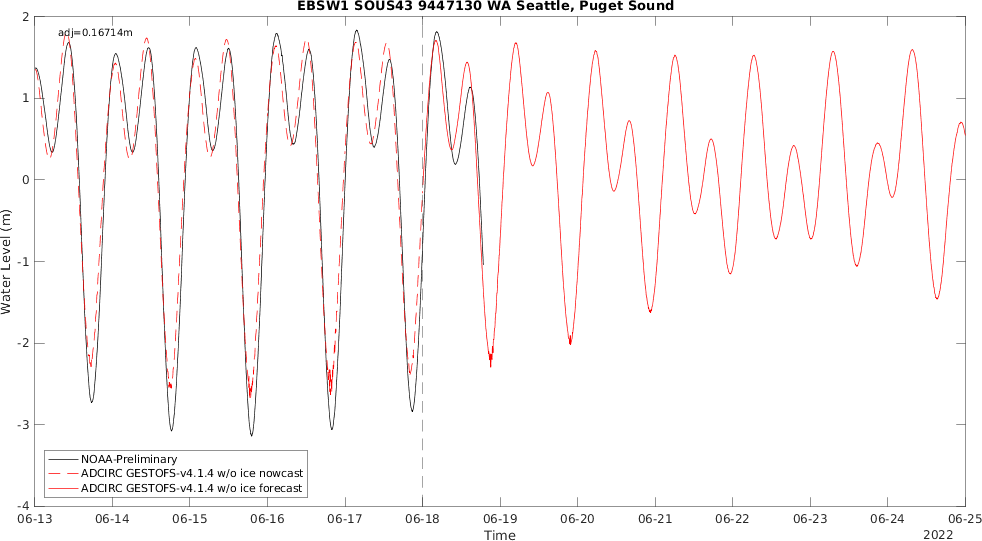 EBSW1 SOUS43 9447130 WA Seattle, Puget Sound
adj=0.16714m
2
1
0
-1
-2
-3
-4
Water Level (m)
NOAA-Preliminary
ADCIRC GESTOFS-v4.1.4 w/o ice nowcast
ADCIRC GESTOFS-v4.1.4 w/o ice forecast
06-13 06-14 06-15 06-16 06-17 06-18 06-19 06-20 06-21 06-22 06-23 06-24 06-25
Time
2022